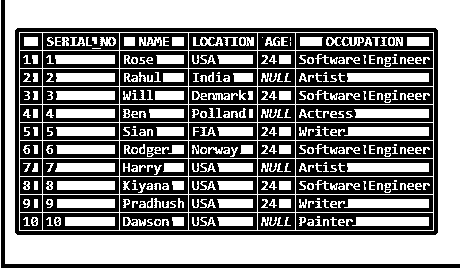 SERIAL_NO NAME LOCATION AGE OCCUPATION
1 1 Rose USA 24 Software Engineer
2 2 Rahul India NULL Artist
3 3 Will Denmark 24 Software Engineer
4 4 Ben Polland NULL Actress
5 5 Sian FIA 24 Writer
6 6 Rodger Norway 24 Software Engineer
7 7 Harry USA NULL Artist
8 8 Kiyana USA 24 Software Engineer
9 9 Pradhush USA 24 Writer
10 10 Dawson USA NULL Painter